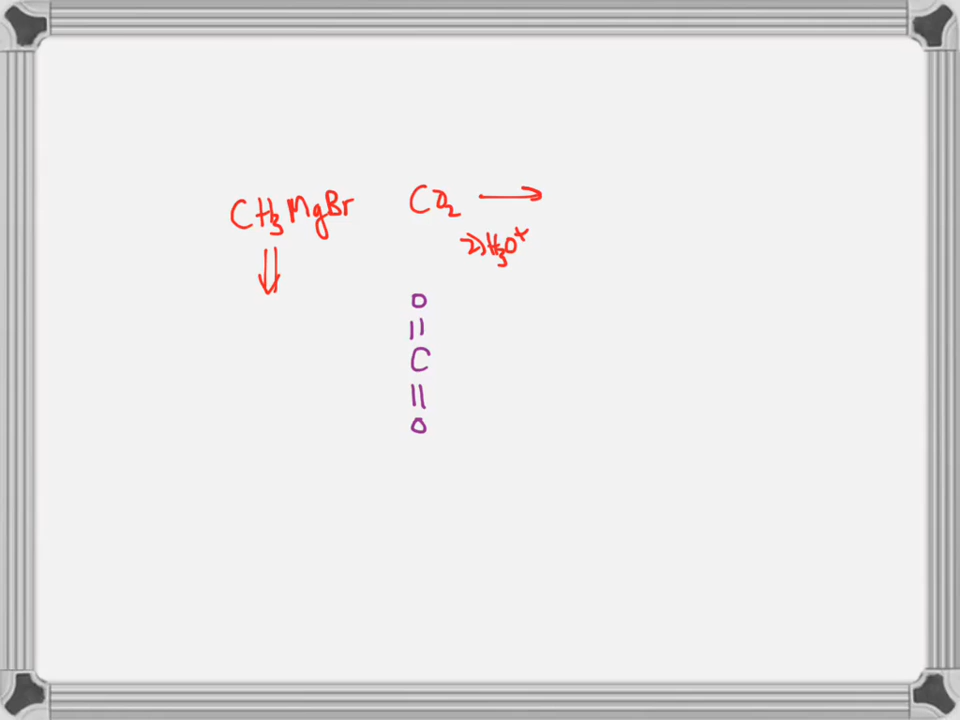 CH₃MgBr CO₂ →
2) H₃O⁺
⇓
O
||
C
||
O